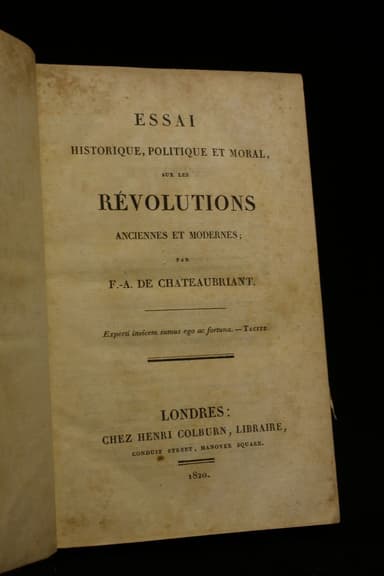 ESSAI
HISTORIQUE, POLITIQUE ET MORAL,
SUR LES
RÉVOLUTIONS
ANCIENNES ET MODERNES;
PAR
F.-A. DE CHATEAUBRIANT.
Experti invicem sumus ego ac fortuna. — TACITE
LONDRES:
CHEZ HENRI COLBURN, LIBRAIRE,
CONDUIT STREET, HANOVER SQUARE.
1820.